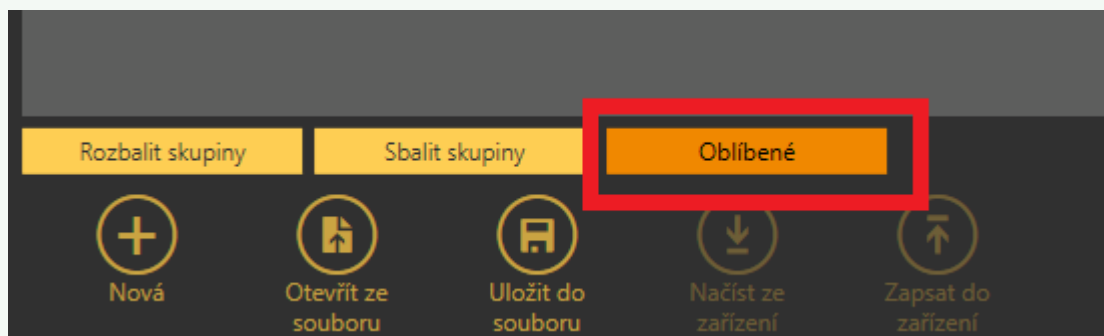 Rozbalit skupiny
Sbalit skupiny
Oblíbené
Nová
Otevřít ze
souboru
Uložit do
souboru
Načíst ze
zařízení
Zapsat do
zařízení